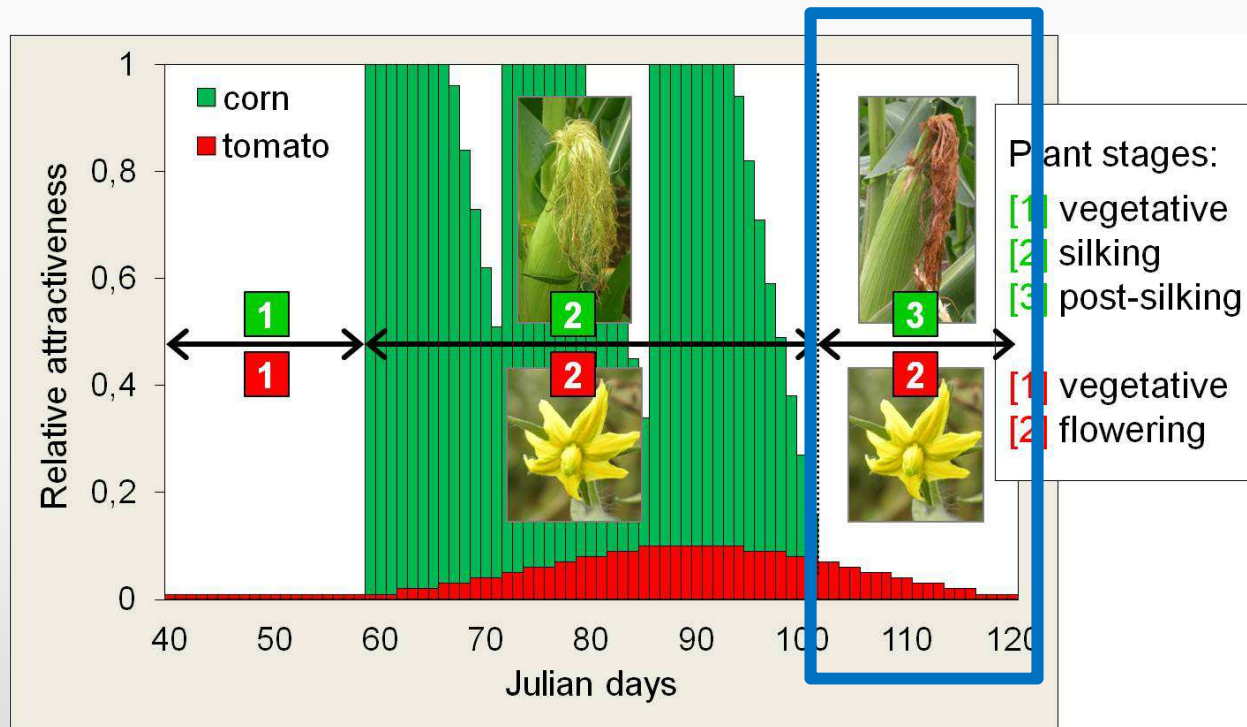 1
corn
tomato
0,8
0,6
0,4
0,2
0
Relative attractiveness
1
2
3
1
2
2
40 50 60 70 80 90 100 110 120
Julian days
Plant stages:
[1] vegetative
[2] silking
[3] post-silking
[1] vegetative
[2] flowering